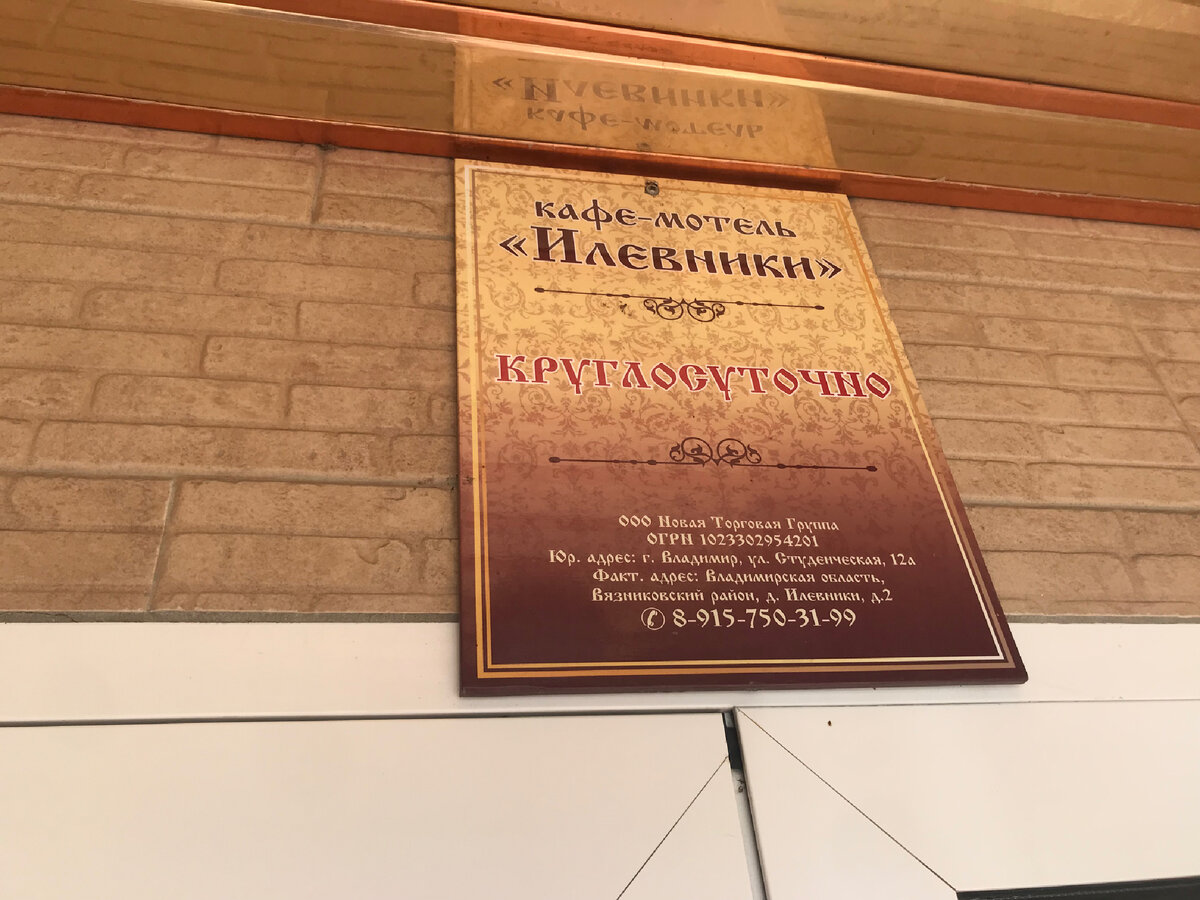 кафе-мотель
«Илевники»
круглосуточно
ООО Новая Торговая Группа
ОГРН 1023302954201
Юр. адрес: г. Владимир, ул. Студенческая, 12а
Факт. адрес: Владимирская область,
Вязниковский район, д. Илевники, д.2
8-915-750-31-99